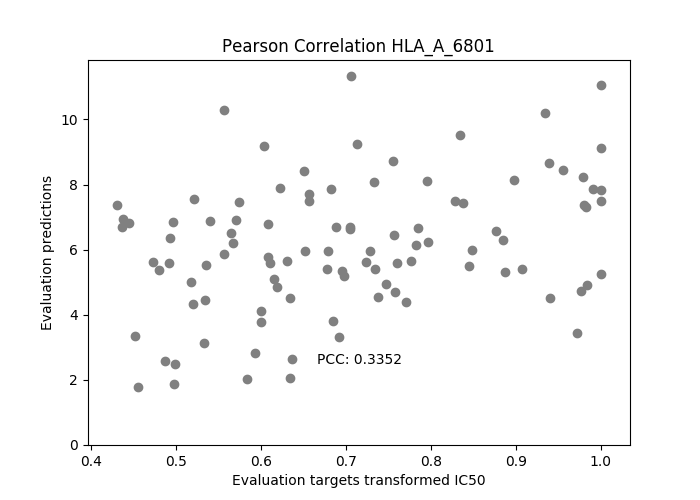 Pearson Correlation HLA_A_6801
Evaluation predictions
10
8
6
4
2
0
PCC: 0.3352
0.4 0.5 0.6 0.7 0.8 0.9 1.0
Evaluation targets transformed IC50